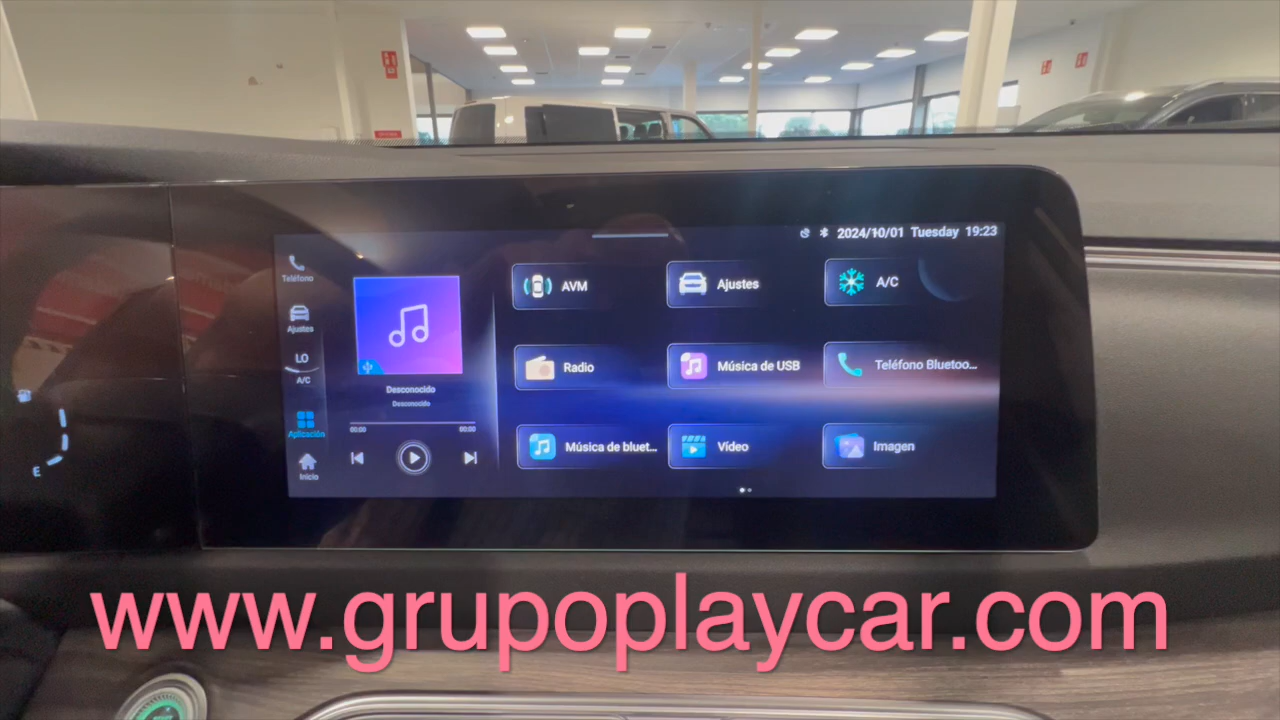 2024/10/01 Tuesday 19:23
Teléfono
Ajustes
LO
A/C
Aplicación
Inicio
Desconocido
Desconocido
00:00 00:00
AVM Ajustes A/C
Radio Música de USB Teléfono Bluetoo...
Música de bluet... Vídeo Imagen
E
www.grupoplaycar.com